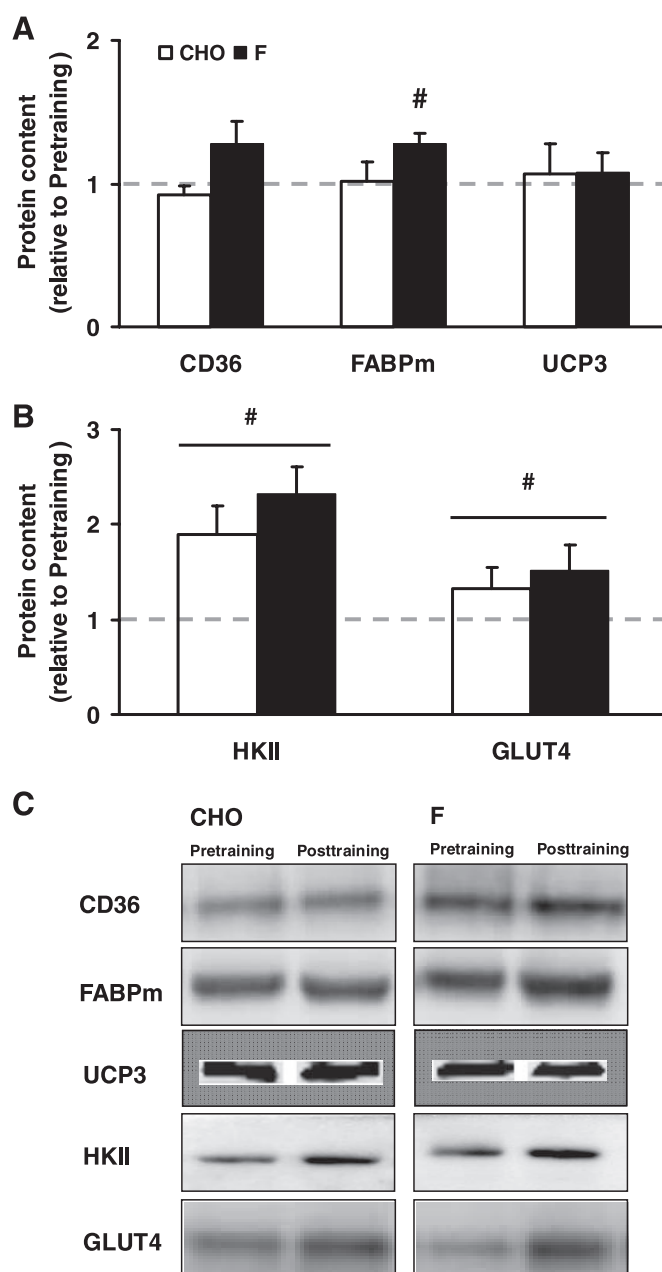 A
CHO F
Protein content
(relative to Pretraining)
2
1
0
#
CD36 FABPm UCP3
B
Protein content
(relative to Pretraining)
3
2
1
0
# #
HKII GLUT4
C
CHO F
Pretraining Posttraining Pretraining Posttraining
CD36
FABPm
UCP3
HKII
GLUT4